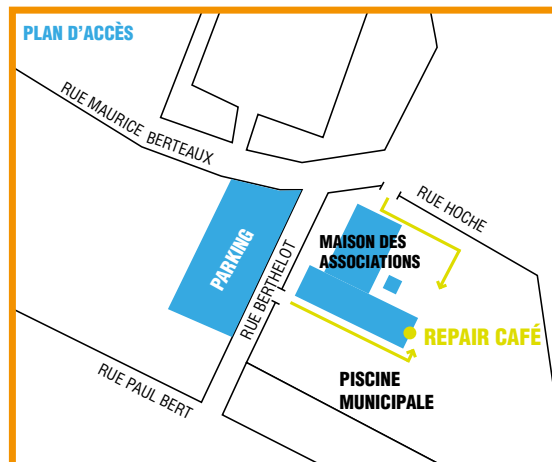 PLAN D’ACCÈS
RUE MAURICE BERTEAUX
RUE HOCHE
MAISON DES
ASSOCIATIONS
PARKING
RUE BERTHELOT
REPAIR CAFÉ
RUE PAUL BERT
PISCINE
MUNICIPALE